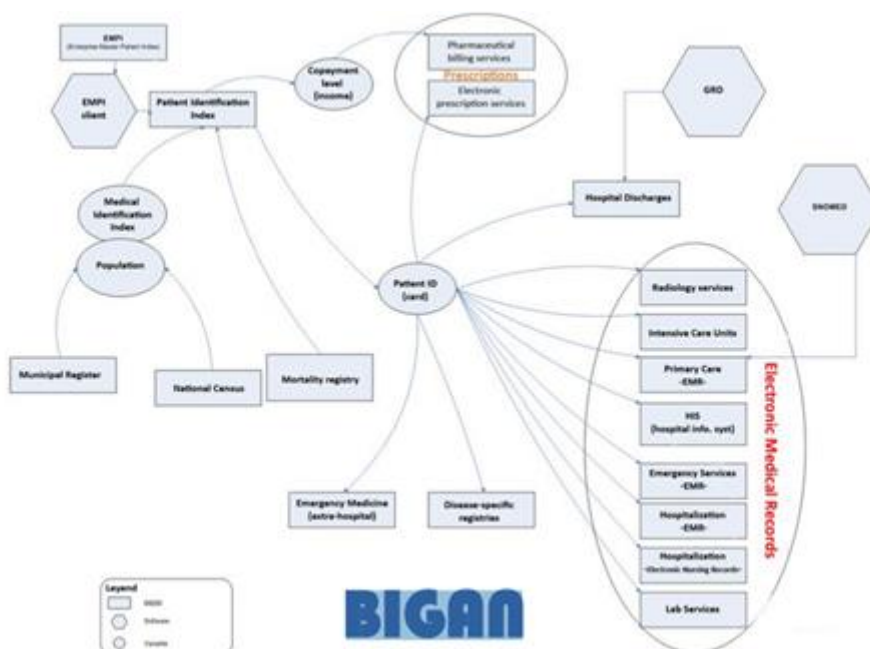 EMPI
(Enterprise Master Patient Index)
EMPI
client
Patient Identification
Index
Copayment
level
(income)
Pharmaceutical
billing services
Prescriptions
Electronic
prescription services
GRD
SNOMED
Medical
Identification
Index
Population
Hospital Discharges
Patient ID
(card)
Municipal Register
National Census
Mortality registry
Radiology services
Intensive Care Units
Primary Care
-EMR-
HIS
(hospital info. syst)
Emergency Services
-EMR-
Hospitalization
-EMR-
Hospitalization
-Electronic Nursing Records-
Lab Services
Electronic Medical Records
Emergency Medicine
(extra-hospital)
Disease-specific
registries
Leyend
Software
Variable
BIGAN